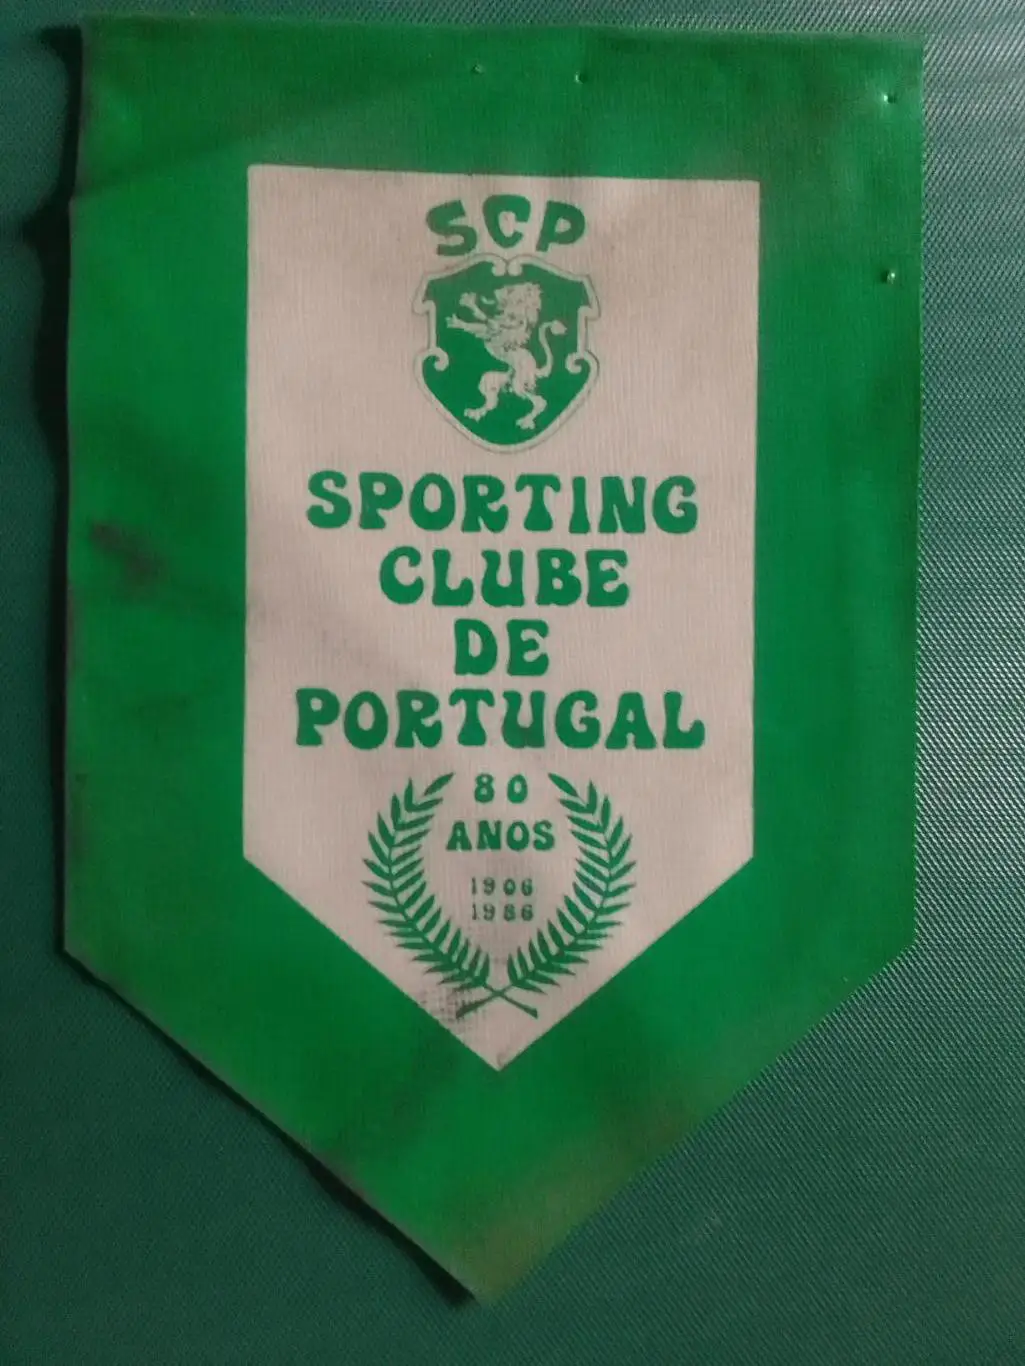 SCP
SPORTING
CLUBE
DE
PORTUGAL
80
ANOS
1906
1986